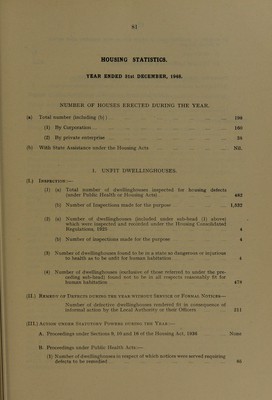 81
HOUSING STATISTICS.
YEAR ENDED 31st DECEMBER, 1948.
NUMBER OF HOUSES ERECTED DURING THE YEAR.
(a) Total number (including (b) ) ... 198
(1) By Corporation ... 160
(2) By private enterprise ... 38
(b) With State Assistance under the Housing Acts Nil.
1. UNFIT DWELLINGHOUSES.
(I.) INSPECTION—
(1) (a) Total number of dwellinghouses inspected for housing defects
(under Public Health or Housing Acts) ... 482
(b) Number of inspections made for the purpose ...
(2) (a) Number of dwellinghouses (included under sub-head (1) above)
which were inspected and recorded under the Housing Consolidated
Regulations, 1925 4
(b) Number of inspections made for the purpose ... 4
(3) Number of dwellinghouses found to be in a state so dangerous or injurious
to health as to be unfit for human habitation 4
(4) Number of dwellinghouses (exclusive of those referred to under the pre-
ceding sub-head) found not to be in all respects reasonably fit for
human habitation 478
(II.) REMEDY OF DEFECTS DURING THE YEAR WITHOUT SERVICE OF FORMAL NOTICES—
Number of defective dwellinghouses rendered fit in consequence of
informal action by the Local Authority or their Officers 311
(III.) ACTION UNDER STATUTORY POWERS DURING THE YEAR—
A. Proceedings under Sections 9, 10 and 16 of the Housing Act, 1936 None
B. Proceedings under Public Health Acts—
(1) Number of dwellinghouses in respect of which notices were served requiring
defects to be remedied